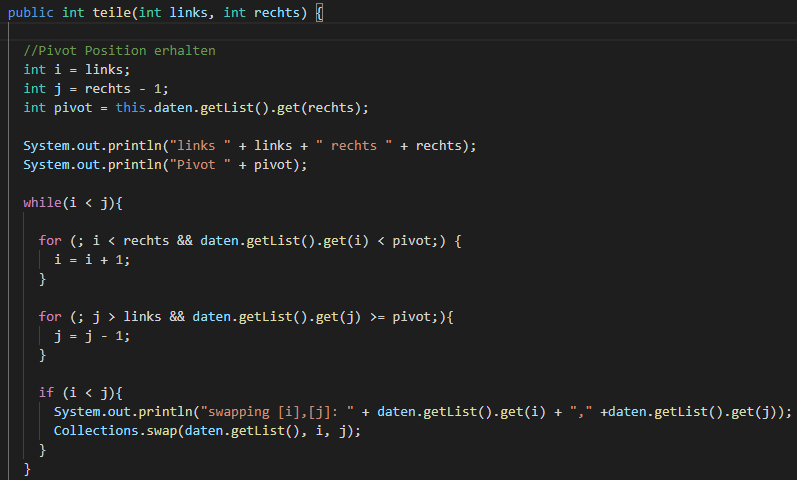 public int teile(int links, int rechts) {
//Pivot Position erhalten
int i = links;
int j = rechts - 1;
int pivot = this.daten.getList().get(rechts);
System.out.println("links " + links + " rechts " + rechts);
System.out.println("Pivot " + pivot);
while(i < j){
for (; i < rechts && daten.getList().get(i) < pivot;) {
i = i + 1;
}
for (; j > links && daten.getList().get(j) >= pivot;){
j = j - 1;
}
if (i < j){
System.out.println("swapping [i],[j]: " + daten.getList().get(i) + "," +daten.getList().get(j));
Collections.swap(daten.getList(), i, j);
}
}